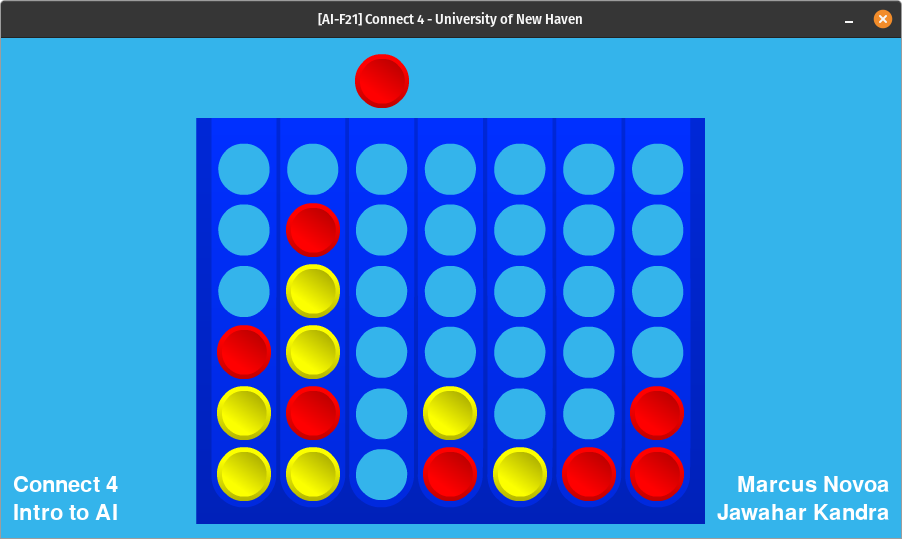 [AI-F21] Connect 4 - University of New Haven
Connect 4
Intro to AI
Marcus Novoa
Jawahar Kandra